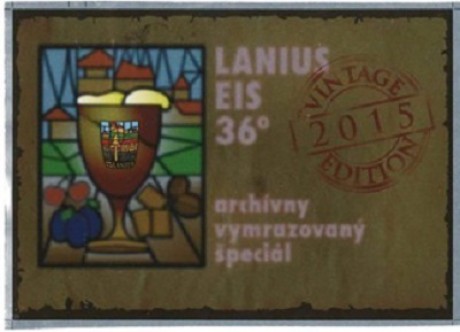 LANIUS
EIS
36°
VINTAGE
2015
EDITION
archívny
vymrazovaný
špeciál